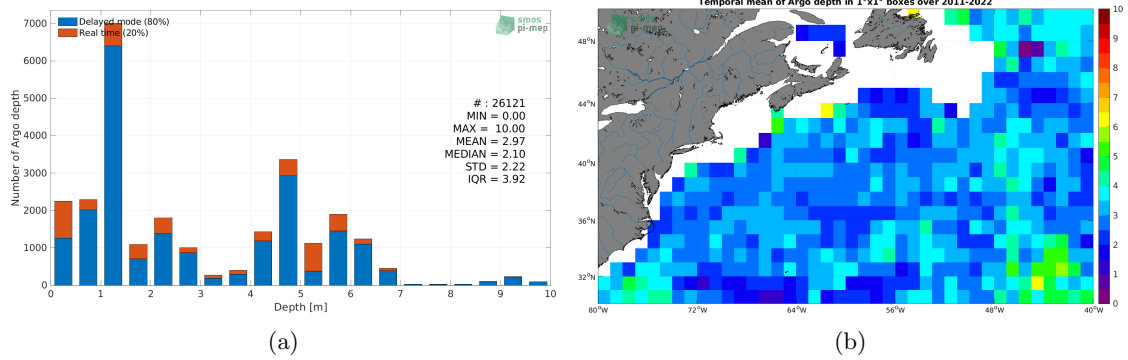 Delayed mode (80%)
Real time (20%)
smos
pi-mep
Number of Argo depth
7000
6000
5000
4000
3000
2000
1000
0
# : 26121
MIN = 0.00
MAX = 10.00
MEAN = 2.97
MEDIAN = 2.10
STD = 2.22
IQR = 3.92
0 1 2 3 4 5 6 7 8 9 10
Depth [m]
(a)
Temporal mean of Argo depth in 1°x1° boxes over 2011-2022
smos
pi-mep
48°N
44°N
40°N
36°N
32°N
80°W 72°W 64°W 56°W 48°W 40°W
10
9
8
7
6
5
4
3
2
1
0
(b)